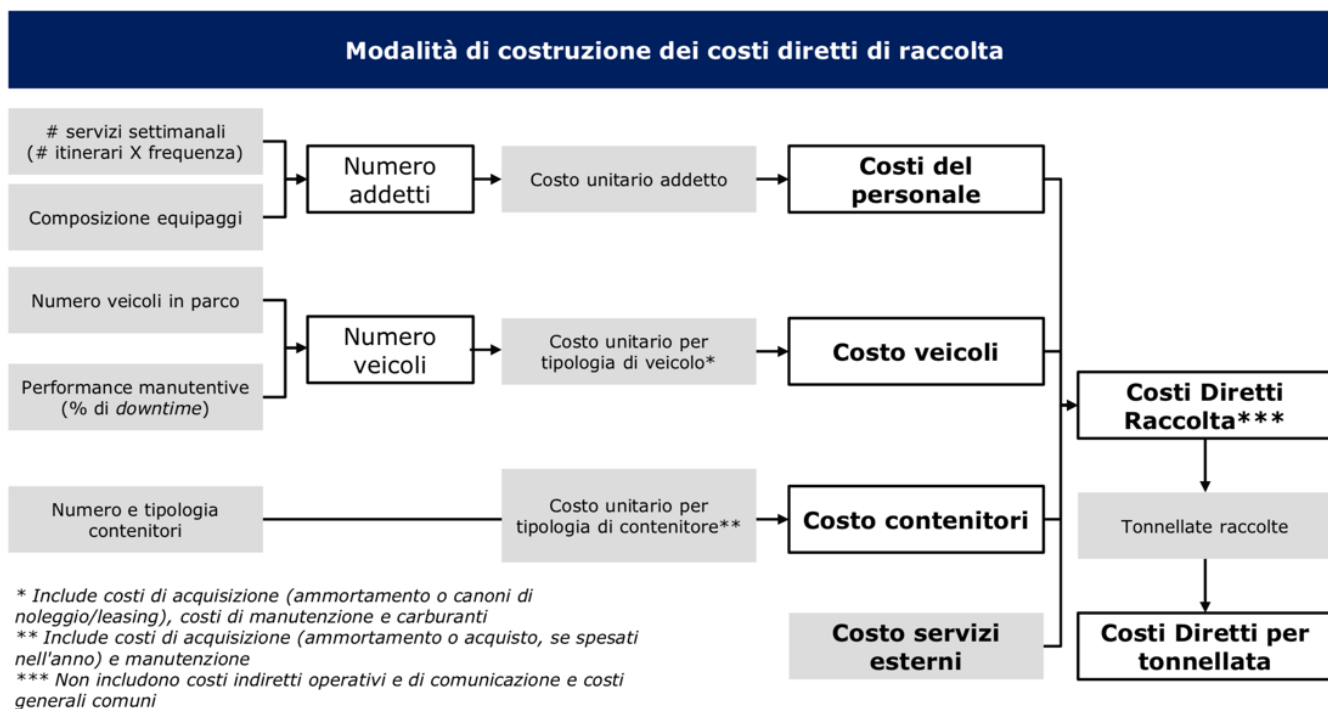 Modalità di costruzione dei costi diretti di raccolta
# servizi settimanali
(# itinerari X frequenza)
Composizione equipaggi
Numero
addetti
Costo unitario addetto
Costi del
personale
Numero veicoli in parco
Performance manutentive
(% di downtime)
Numero
veicoli
Costo unitario per
tipologia di veicolo*
Costo veicoli
Numero e tipologia
contenitori
Costo unitario per
tipologia di contenitore**
Costo contenitori
Costo servizi
esterni
Costi Diretti
Raccolta***
Tonnellate raccolte
Costi Diretti per
tonnellata
* Include costi di acquisizione (ammortamento o canoni di
noleggio/leasing), costi di manutenzione e carburanti
** Include costi di acquisizione (ammortamento o acquisto, se spesati
nell'anno) e manutenzione
*** Non includono costi indiretti operativi e di comunicazione e costi
generali comuni